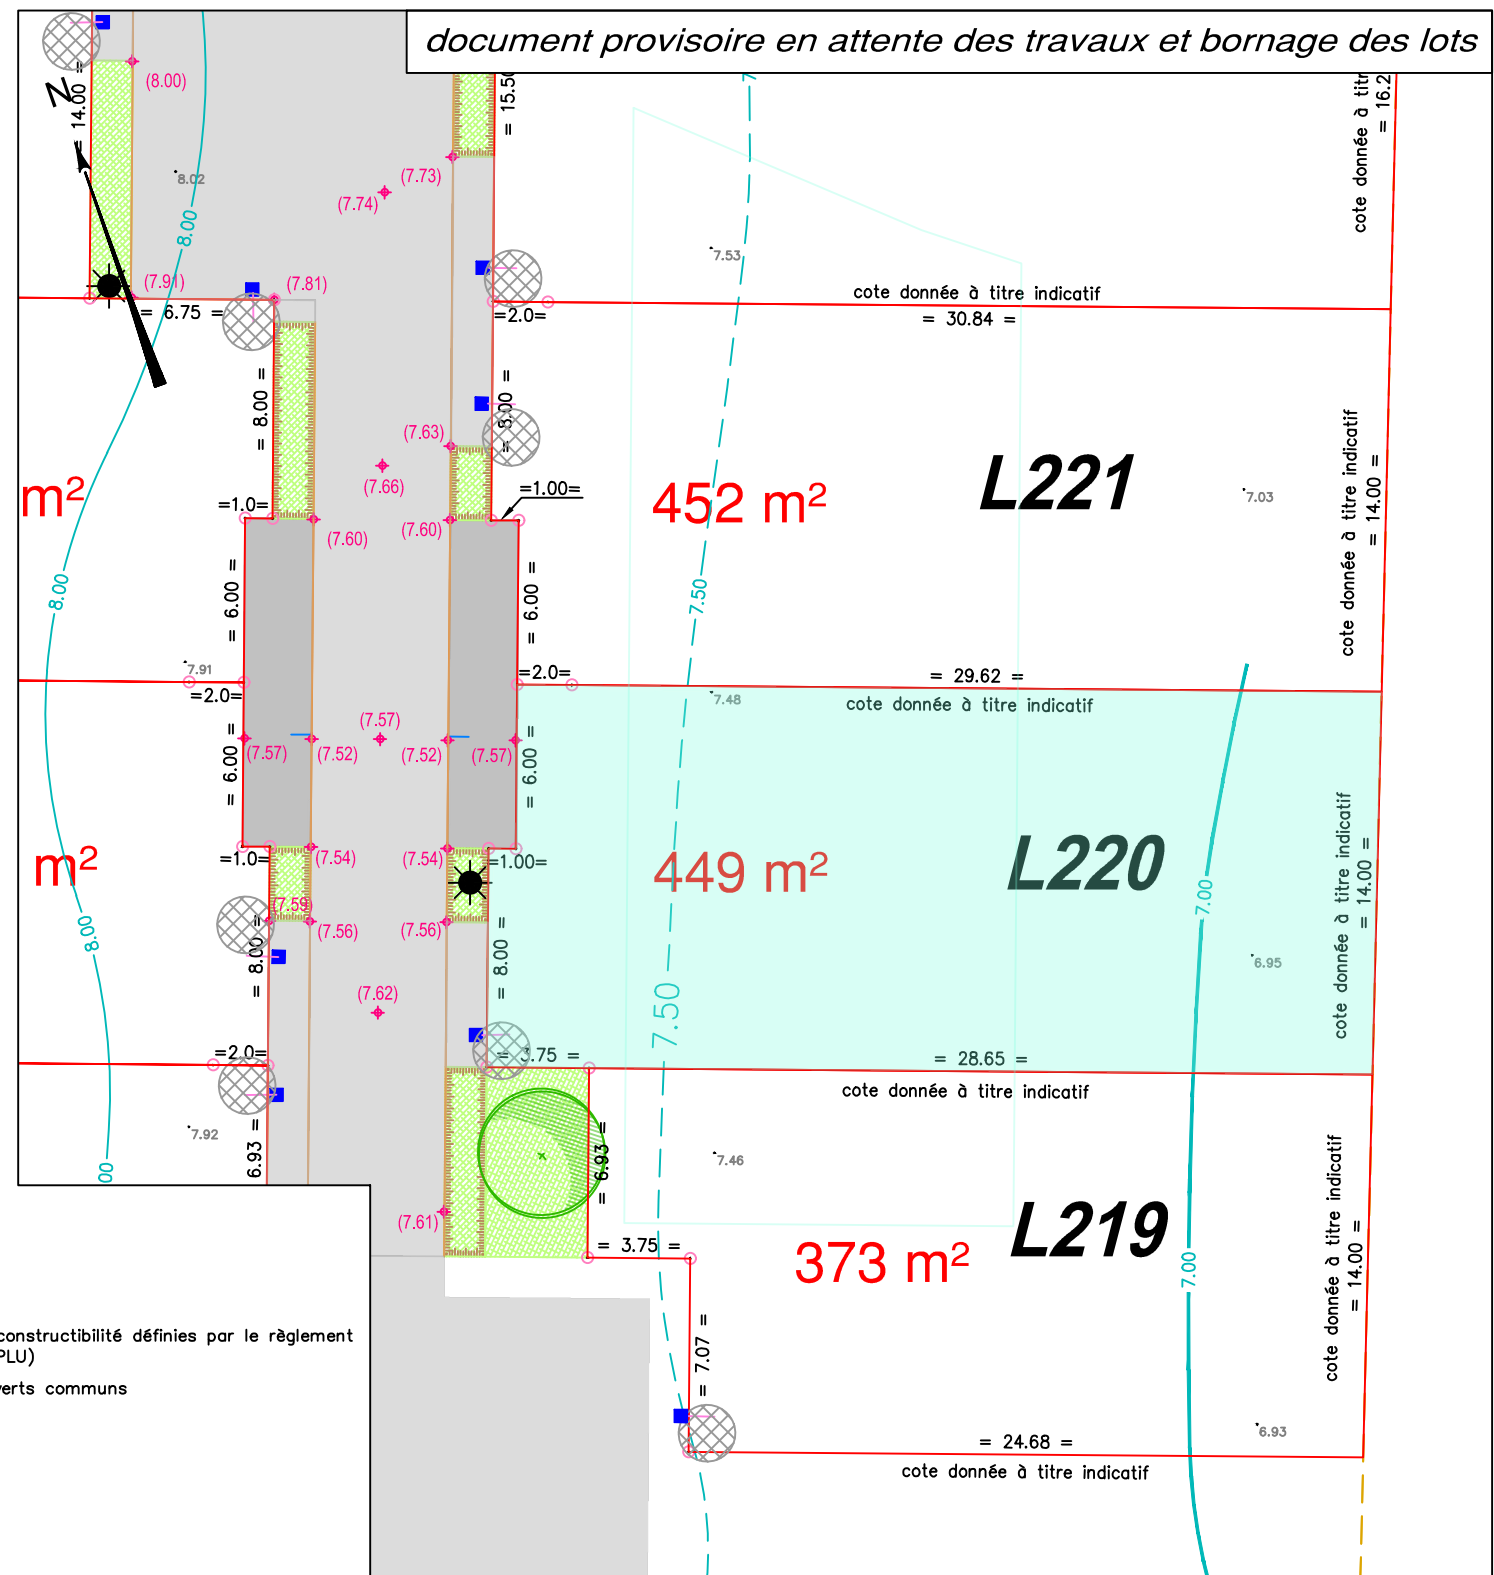 document provisoire en attente des travaux et bornage des lots
N
= 14.00 =
(8.00)
8.02
8.00
(7.91)
= 6.75 =
(7.81)
(7.73)
(7.74)
= 15.50
7.53
cote donnée à titre indicatif
= 30.84 =
=2.0=
cote donnée à titr
= 16.2
= 8.00 =
= 8.00 =
(7.63)
(7.66)
=1.0=
=1.00=
(7.60)
(7.60)
m²
452 m²
L221
7.03
cote donnée à titre indicatif
= 14.00 =
8.00
= 6.00 =
= 6.00 =
7.50
7.91
=2.0=
=2.0=
= 29.62 =
cote donnée à titre indicatif
7.48
(7.57)
(7.57)
(7.52)
(7.52)
(7.57)
= 6.00 =
= 6.00 =
=1.0=
(7.54)
(7.54)
=1.00=
m²
449 m²
L220
7.00
cote donnée à titre indicatif
= 14.00 =
(7.59)
(7.56)
(7.56)
8.00
= 8.00 =
= 8.00 =
6.95
(7.62)
7.50
=2.0=
= 3.75 =
= 28.65 =
cote donnée à titre indicatif
7.92
6.93 =
= 6.93 =
7.46
00
(7.61)
= 3.75 =
373 m²
L219
7.00
cote donnée à titre indicatif
= 14.00 =
constructibilité définies par le règlement
PLU)
verts communs
= 7.07 =
6.93
= 24.68 =
cote donnée à titre indicatif